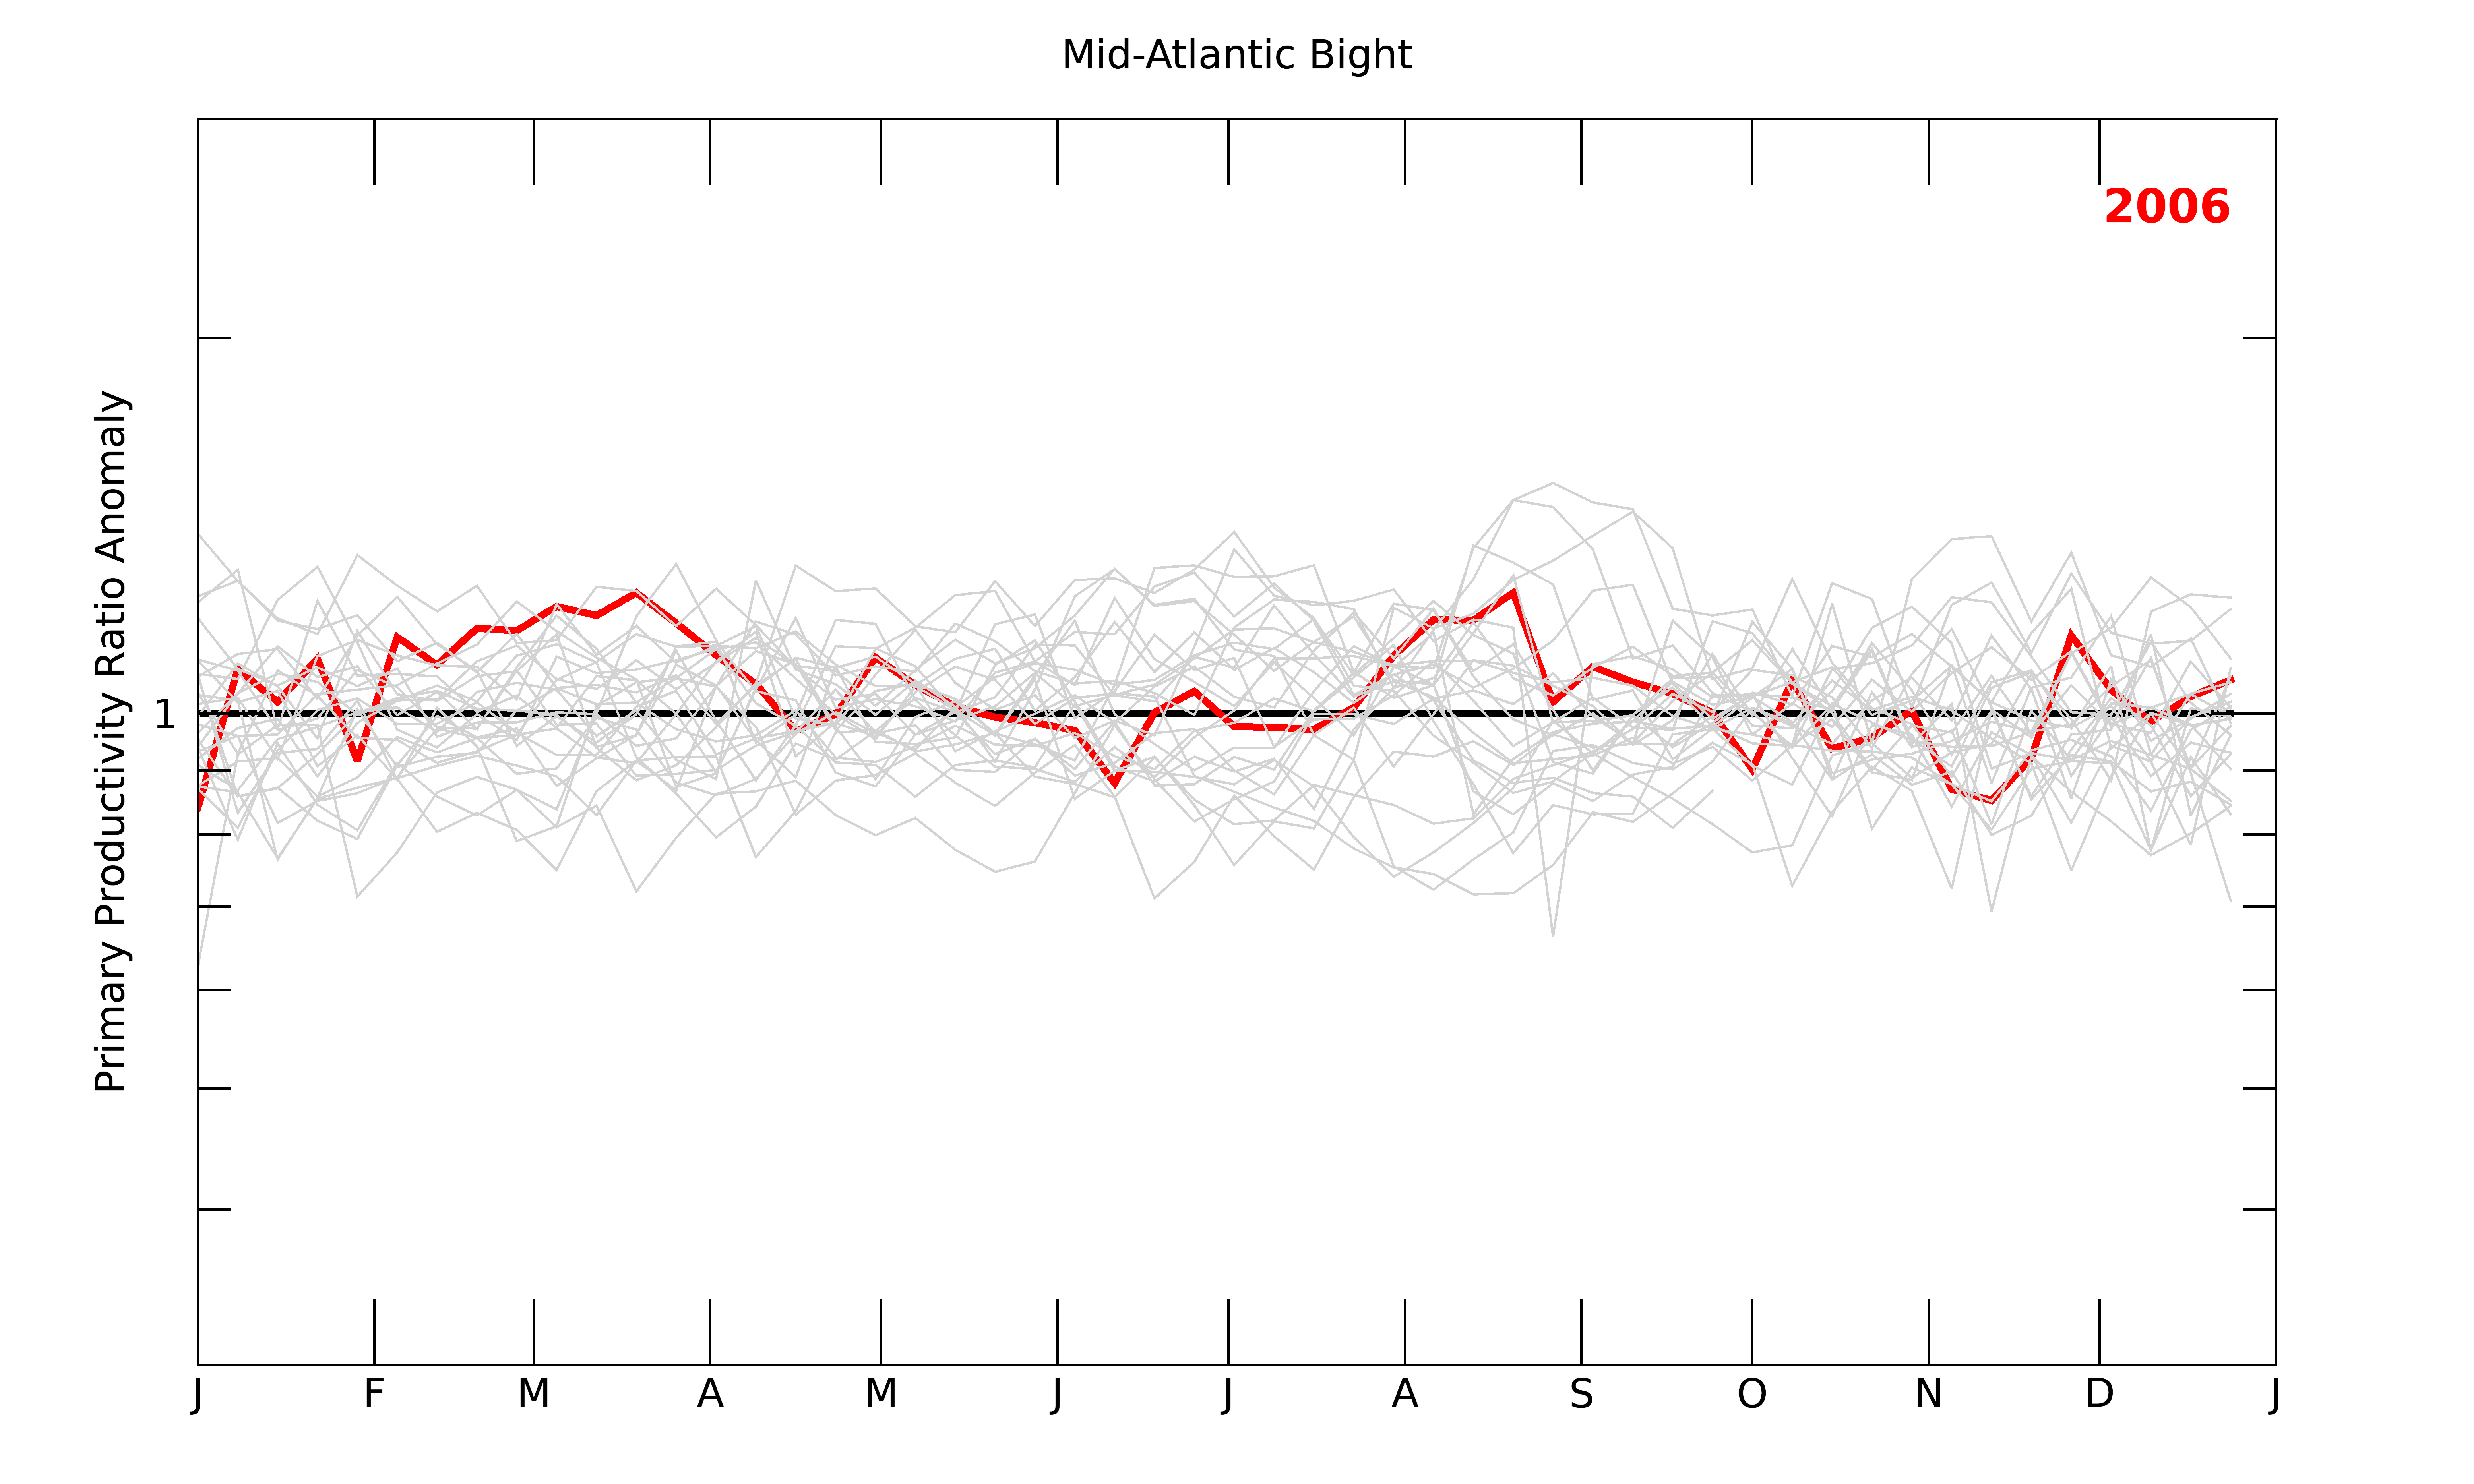 Mid-Atlantic Bight
2006
Primary Productivity Ratio Anomaly
1
J F M A M J J A S O N D J